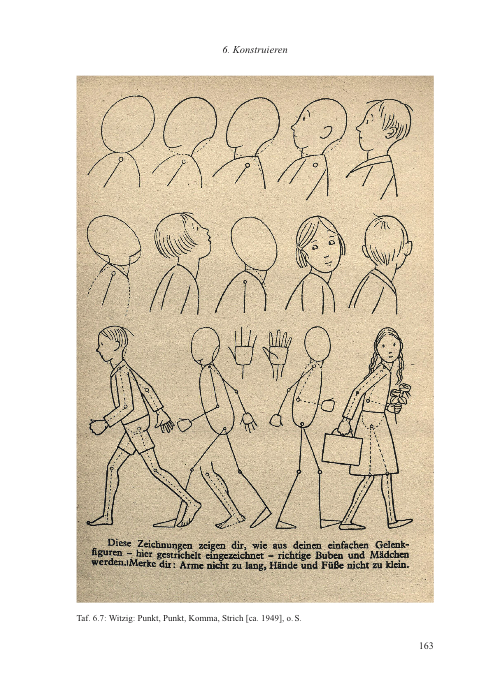 6. Konstruieren
Diese Zeichnungen zeigen dir, wie aus deinen einfachen Gelenk-
figuren – hier gestrichelt eingezeichnet – richtige Buben und Mädchen
werden. Merke dir: Arme nicht zu lang, Hände und Füße nicht zu klein.
Taf. 6.7: Witzig: Punkt, Punkt, Komma, Strich [ca. 1949], o. S.
163